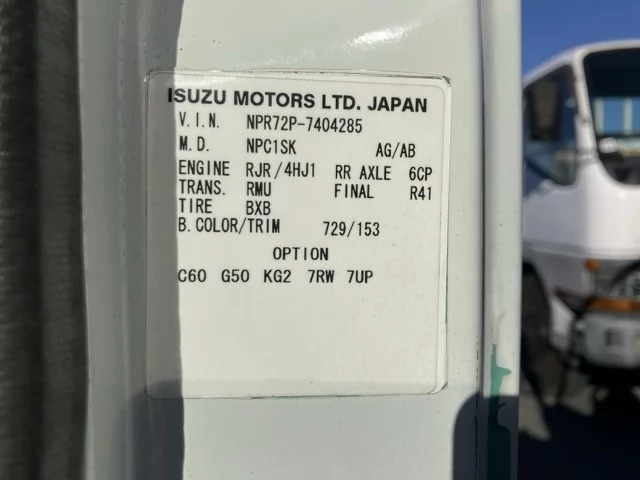 ISUZU MOTORS LTD. JAPAN
V.I.N. NPR72P-7404285
M.D. NPC1SK AG/AB
ENGINE RJR/4HJ1 RR AXLE 6CP
TRANS. RMU FINAL R41
TIRE BXB
B.COLOR/TRIM 729/153
OPTION
C60 G50 KG2 7RW 7UP